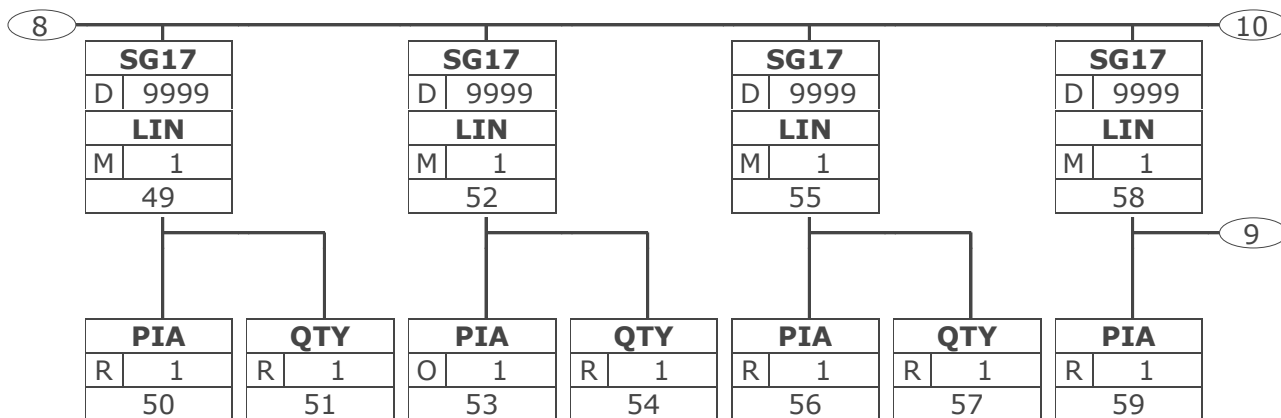 8 10
SG17 SG17 SG17 SG17
D 9999 D 9999 D 9999 D 9999
LIN LIN LIN LIN
M 1 M 1 M 1 M 1
49 52 55 58
9
PIA QTY PIA QTY PIA QTY PIA
R 1 R 1 O 1 R 1 R 1 R 1 R 1
50 51 53 54 56 57 59